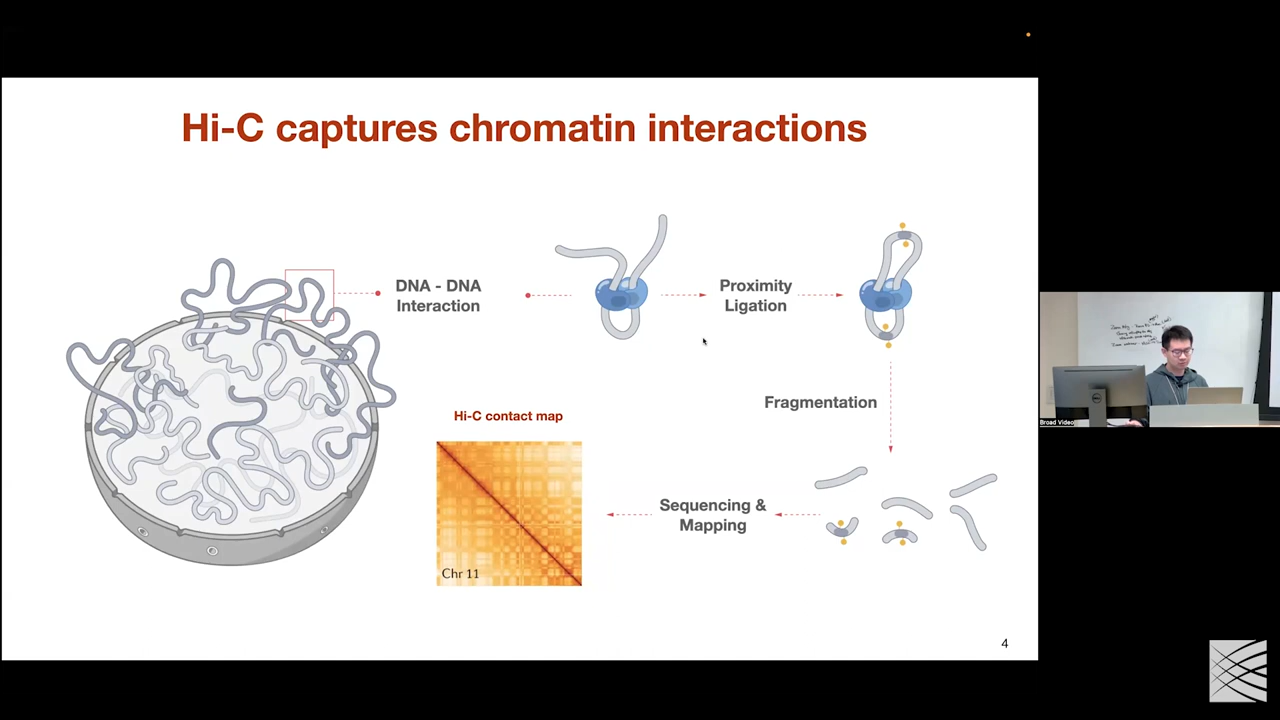 Hi-C captures chromatin interactions
DNA - DNA
Interaction
Proximity
Ligation
Fragmentation
Hi-C contact map
Sequencing &
Mapping
Chr 11
4
Broad Video